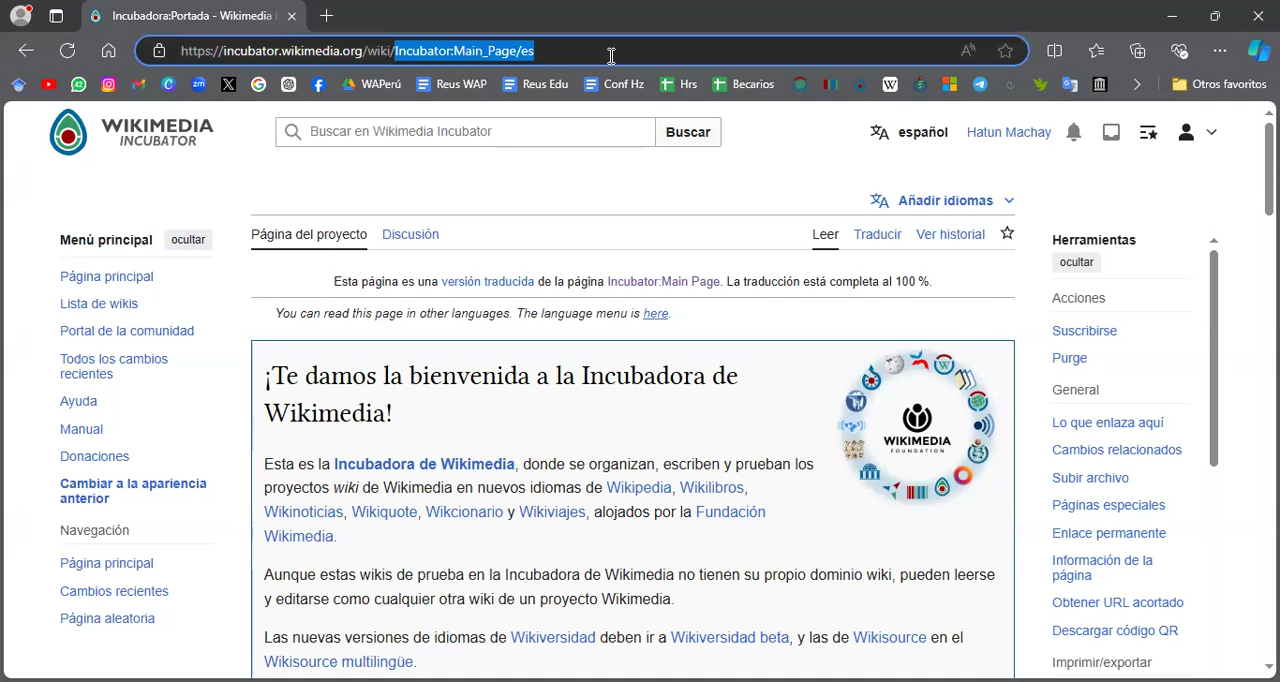 Incubadora:Portada - Wikimedia
https://incubator.wikimedia.org/wiki/Incubator:Main_Page/es
WAPerú
Reus WAP
Reus Edu
Conf Hz
Hrs
Becarios
Otros favoritos
WIKIMEDIA
INCUBATOR
Buscar en Wikimedia Incubator
Buscar
español
Hatun Machay
Añadir idiomas
Menú principal
ocultar
Página principal
Lista de wikis
Portal de la comunidad
Todos los cambios
recientes
Ayuda
Manual
Donaciones
Cambiar a la apariencia
anterior
Navegación
Página principal
Cambios recientes
Página aleatoria
Página del proyecto
Discusión
Leer
Traducir
Ver historial
Esta página es una versión traducida de la página Incubator:Main Page. La traducción está completa al 100 %.
You can read this page in other languages. The language menu is here.
¡Te damos la bienvenida a la Incubadora de
Wikimedia!
WIKIMEDIA
FOUNDATION
Esta es la Incubadora de Wikimedia, donde se organizan, escriben y prueban los
proyectos wiki de Wikimedia en nuevos idiomas de Wikipedia, Wikilibros,
Wikinoticias, Wikiquote, Wikcionario y Wikiviajes, alojados por la Fundación
Wikimedia.
Aunque estas wikis de prueba en la Incubadora de Wikimedia no tienen su propio dominio wiki, pueden leerse
y editarse como cualquier otra wiki de un proyecto Wikimedia.
Las nuevas versiones de idiomas de Wikiversidad deben ir a Wikiversidad beta, y las de Wikisource en el
Wikisource multilingüe.
Herramientas
ocultar
Acciones
Suscribirse
Purge
General
Lo que enlaza aquí
Cambios relacionados
Subir archivo
Páginas especiales
Enlace permanente
Información de la
página
Obtener URL acortado
Descargar código QR
Imprimir/exportar